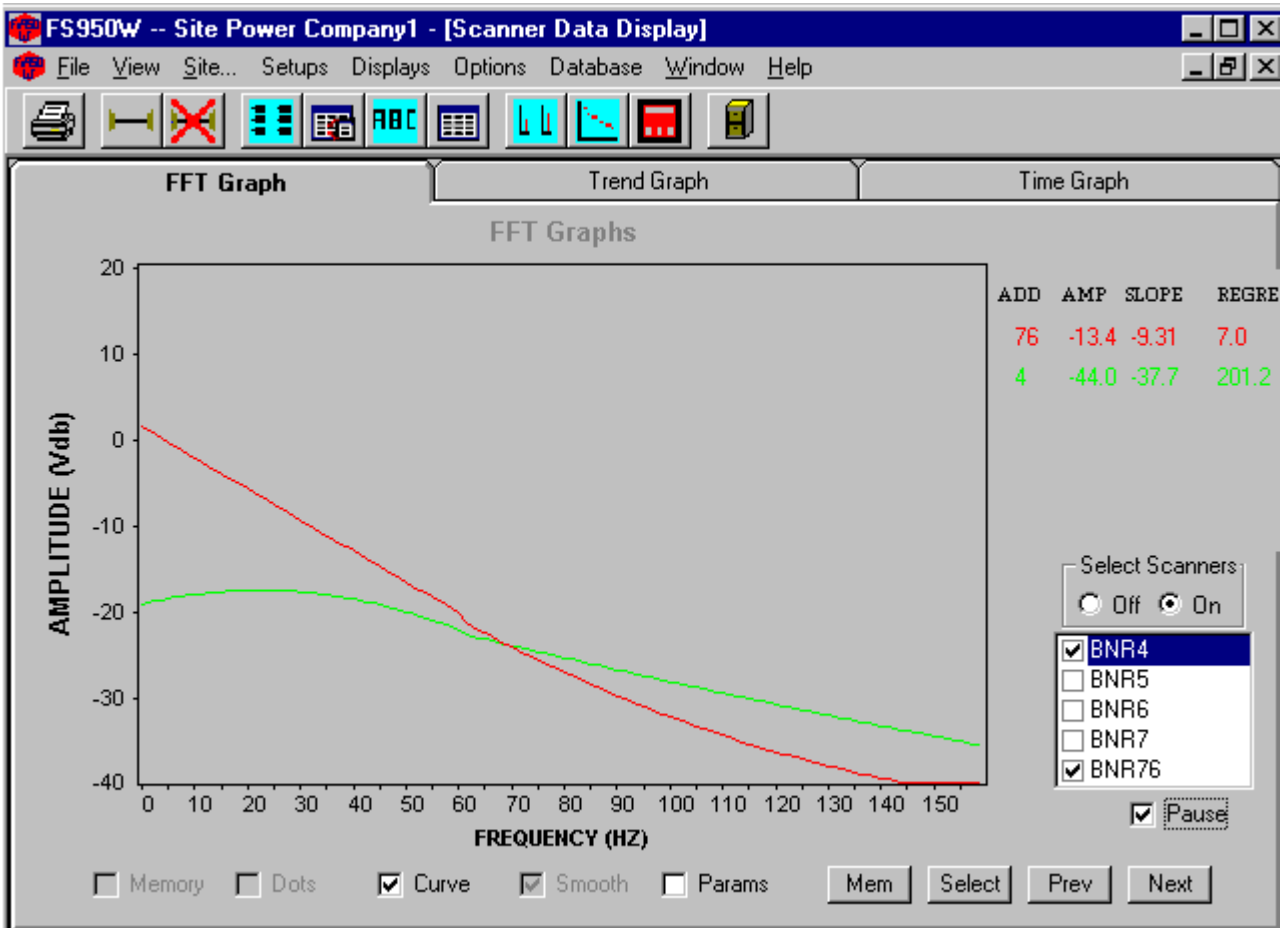 FS950W -- Site Power Company1 - [Scanner Data Display]
File View Site... Setups Displays Options Database Window Help
ABC
FFT Graph Trend Graph Time Graph
FFT Graphs
ADD AMP SLOPE REGRE
76 -13.4 -9.31 7.0
4 -44.0 -37.7 201.2
AMPLITUDE (Vdb)
20
10
0
-10
-20
-30
-40
0 10 20 30 40 50 60 70 80 90 100 110 120 130 140 150
FREQUENCY (HZ)
Select Scanners
Off On
BNR4
BNR5
BNR6
BNR7
BNR76
Pause
Memory Dots Curve Smooth Params Mem Select Prev Next